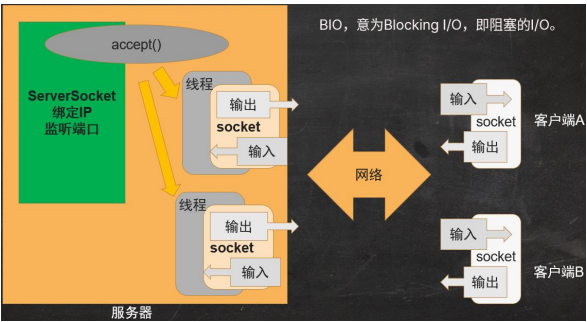 BIO，意为Blocking I/O，即阻塞的I/O。
accept()
ServerSocket
绑定IP
监听端口
线程
输出
socket
输入
线程
输出
socket
输入
服务器
网络
输入
socket
输出
客户端A
输入
socket
输出
客户端B